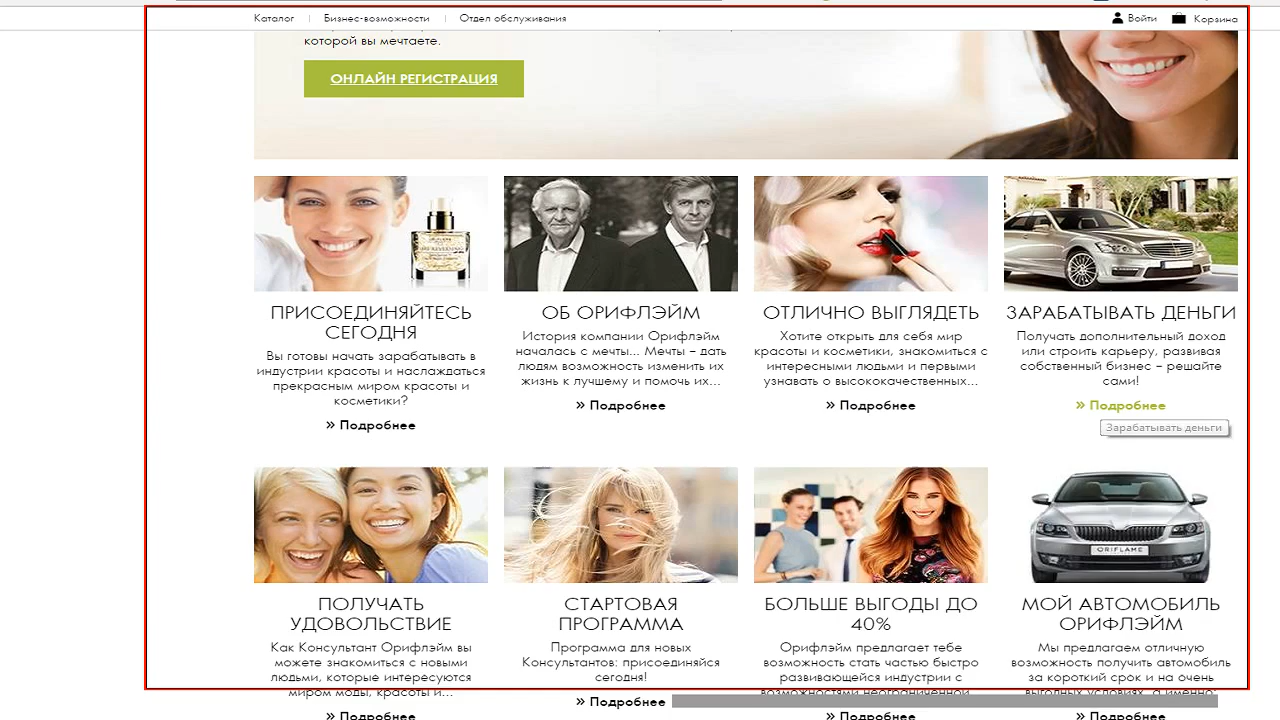 Каталог
Бизнес-возможности
Отдел обслуживания
Войти
Корзина
которой вы мечтаете.
ОНЛАЙН РЕГИСТРАЦИЯ
ПРИСОЕДИНЯЙТЕСЬ
СЕГОДНЯ
Вы готовы начать зарабатывать в
индустрии красоты и наслаждаться
прекрасным миром красоты и
косметики?
» Подробнее
ОБ ОРИФЛЭЙМ
История компании Орифлэйм
началась с мечты... Мечты – дать
людям возможность изменить их
жизнь к лучшему и помочь их...
» Подробнее
ОТЛИЧНО ВЫГЛЯДЕТЬ
Хотите открыть для себя мир
красоты и косметики, знакомиться с
интересными людьми и первыми
узнавать о высококачественных...
» Подробнее
ЗАРАБАТЫВАТЬ ДЕНЬГИ
Получать дополнительный доход
или строить карьеру, развивая
собственный бизнес – решайте
сами!
» Подробнее
Зарабатывать деньги
ПОЛУЧАТЬ
УДОВОЛЬСТВИЕ
Как Консультант Орифлэйм вы
можете знакомиться с новыми
людьми, которые интересуются
миром моды, красоты и...
» Подробнее
СТАРТОВАЯ
ПРОГРАММА
Программа для новых
Консультантов: присоединяйся
сегодня!
» Подробнее
БОЛЬШЕ ВЫГОДЫ ДО
40%
Орифлэйм предлагает тебе
возможность стать частью быстро
развивающейся индустрии с
возможностями неограниченной
» Подробнее
ORIFLAME
МОЙ АВТОМОБИЛЬ
ОРИФЛЭЙМ
Мы предлагаем отличную
возможность получить автомобиль
за короткий срок и на очень
выгодных условиях, а именно:
» Подробнее